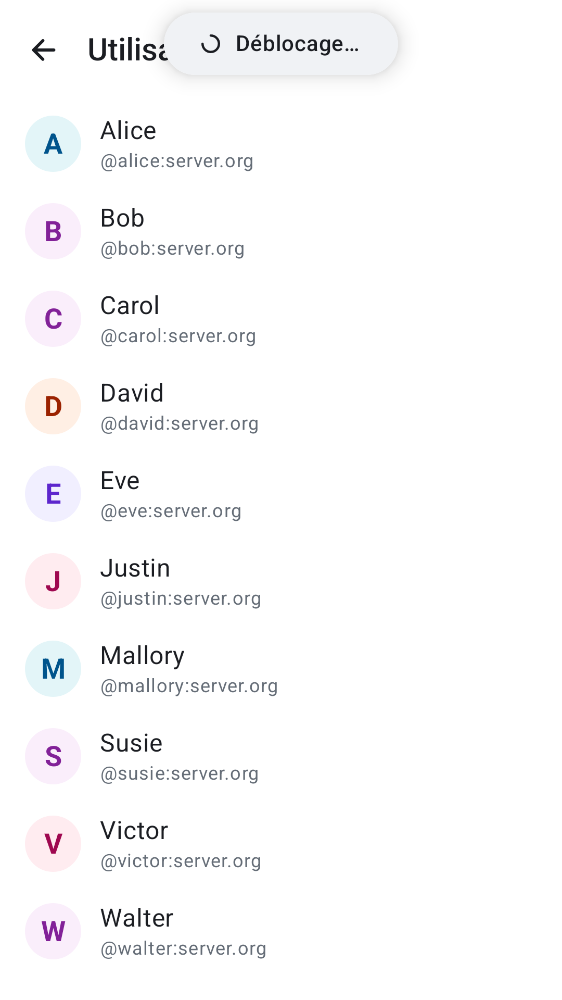 Déblocage…
A
Alice
@alice:server.org
B
Bob
@bob:server.org
C
Carol
@carol:server.org
D
David
@david:server.org
E
Eve
@eve:server.org
J
Justin
@justin:server.org
M
Mallory
@mallory:server.org
S
Susie
@susie:server.org
V
Victor
@victor:server.org
W
Walter
@walter:server.org